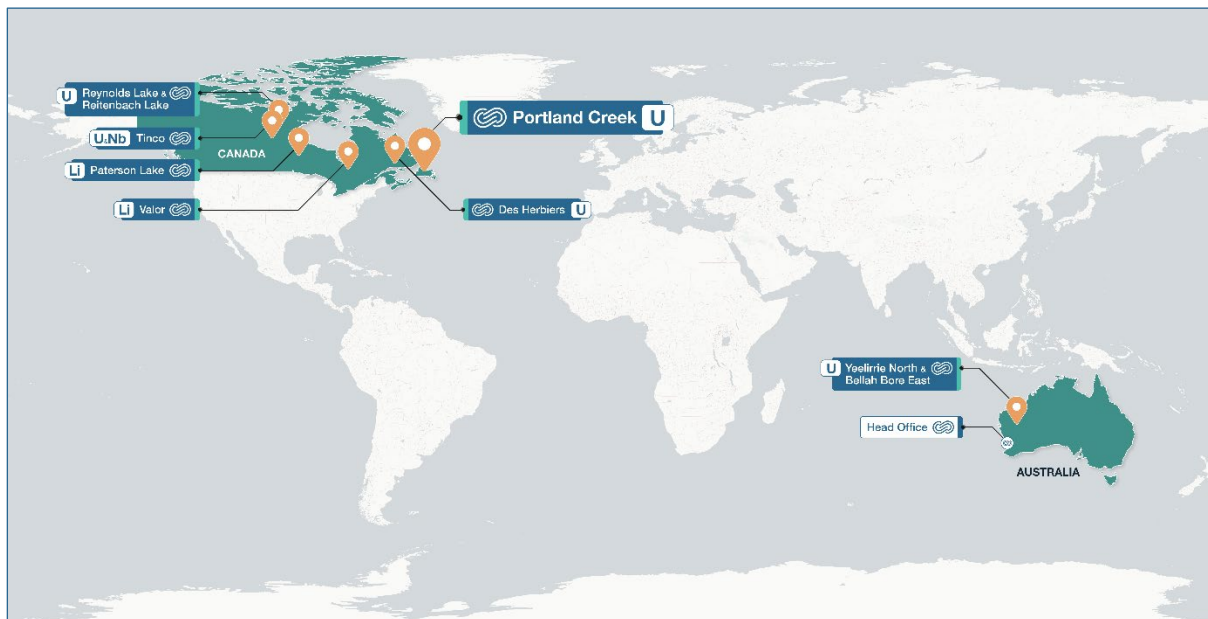 U Reynolds Lake &
Reitenbach Lake
U&Nb Tinco
CANADA
Li Paterson Lake
Li Valor
Portland Creek U
Des Herbiers U
U Yeelirrie North &
Bellah Bore East
Head Office
AUSTRALIA